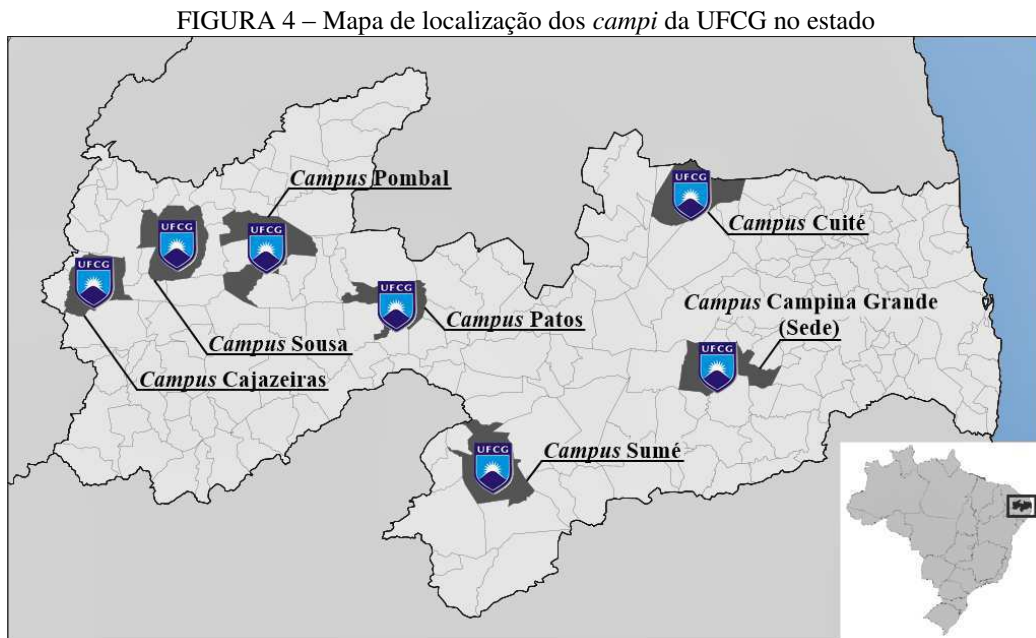 FIGURA 4 – Mapa de localização dos campi da UFCG no estado
UFCG
Campus Pombal
UFCG
UFCG
Campus Cuité
UFCG
UFCG
Campus Patos
Campus Campina Grande
(Sede)
Campus Sousa
UFCG
Campus Cajazeiras
UFCG
Campus Sumé